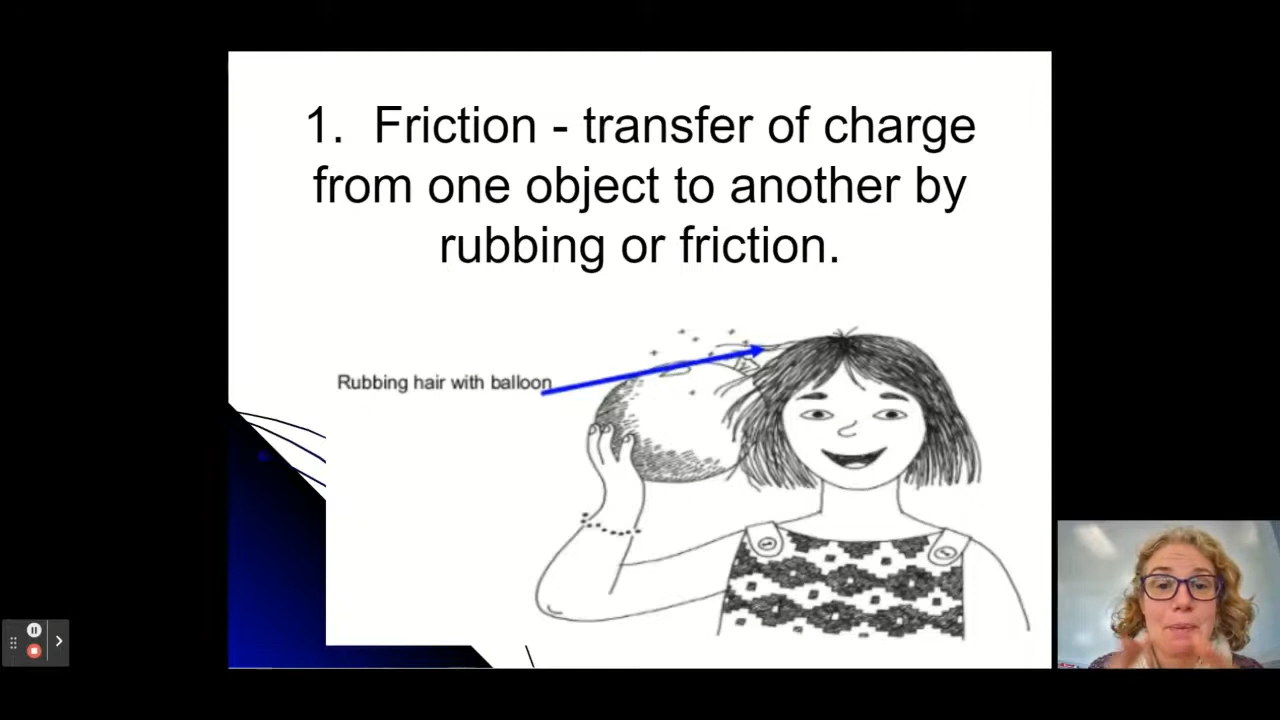 1. Friction - transfer of charge
from one object to another by
rubbing or friction.
Rubbing hair with balloon